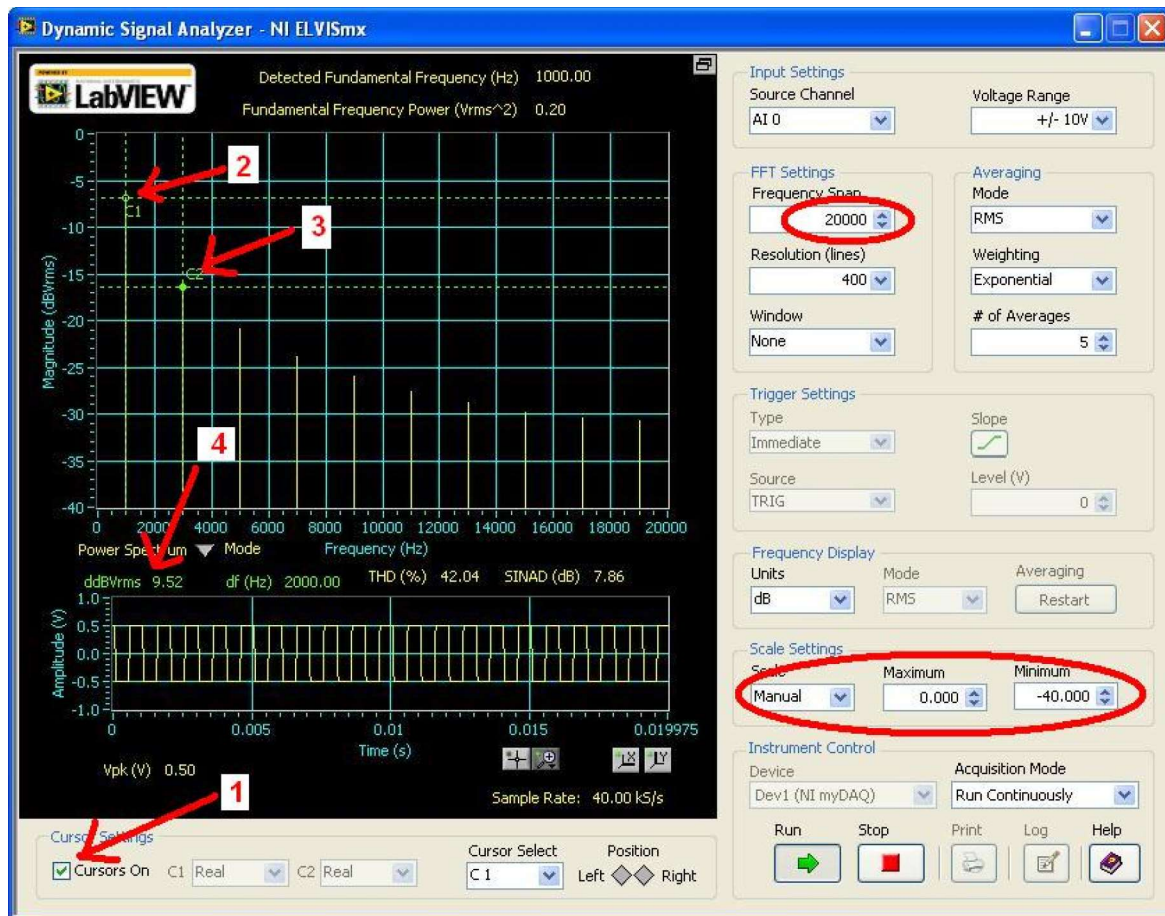 Dynamic Signal Analyzer - NI ELVISmx
LabVIEW
Detected Fundamental Frequency (Hz) 1000.00
Fundamental Frequency Power (Vrms^2) 0.20
Magnitude (dBVrms)
0
-5
-10
-15
-20
-25
-30
-35
-40
C1
C2
2
3
4
0 2000 4000 6000 8000 10000 12000 14000 16000 18000 20000
Power Spectrum Mode Frequency (Hz)
ddBVrms 9.52 df (Hz) 2000.00 THD (%) 42.04 SINAD (dB) 7.86
Amplitude (V)
1.0
0.5
0.0
-0.5
-1.0
0 0.005 0.01 0.015 0.019975
Time (s)
Vpk (V) 0.50
1
Sample Rate: 40.00 kS/s
Cursor Settings
Cursors On C1 Real C2 Real
Cursor Select
C 1
Position
Left Right
Input Settings
Source Channel
AI 0
Voltage Range
+/- 10V
FFT Settings
Frequency Span
20000
Resolution (lines)
400
Window
None
Averaging
Mode
RMS
Weighting
Exponential
# of Averages
5
Trigger Settings
Type
Immediate
Slope
Source
TRIG
Level (V)
0
Frequency Display
Units
dB
Mode
RMS
Averaging
Restart
Scale Settings
Scale
Manual
Maximum
0.000
Minimum
-40.000
Instrument Control
Device
Dev1 (NI myDAQ)
Acquisition Mode
Run Continuously
Run Stop Print Log Help